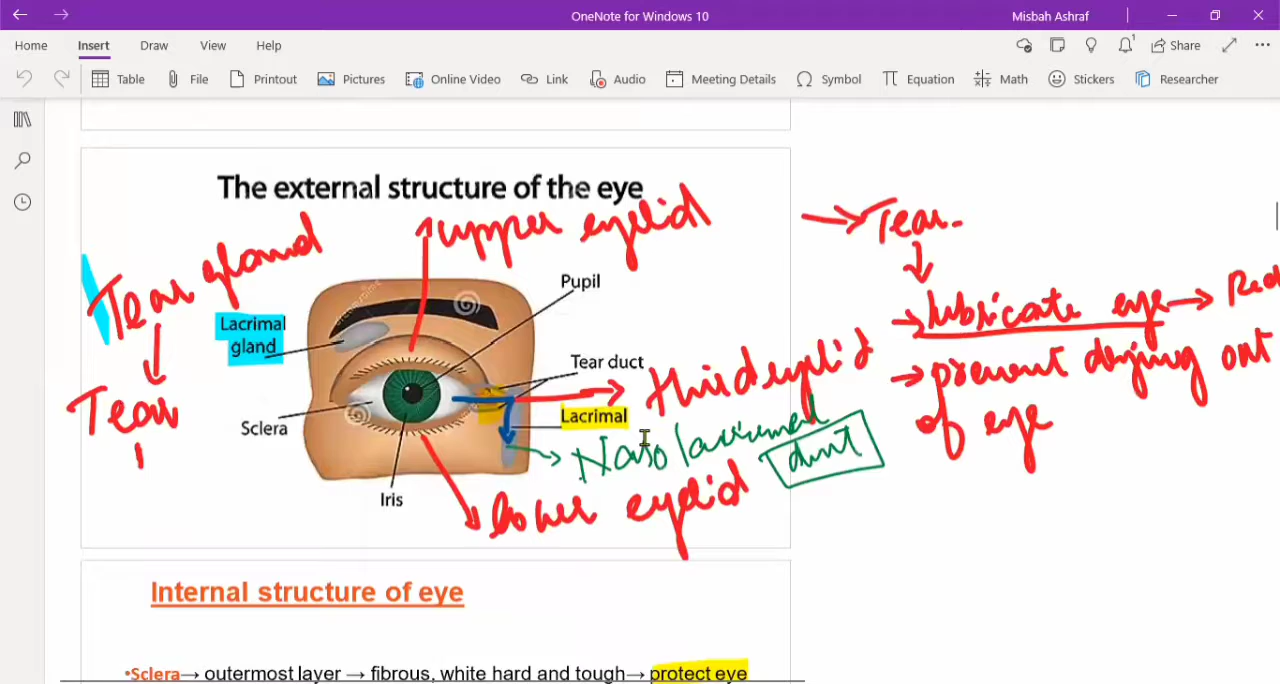 OneNote for Windows 10
Misbah Ashraf
Home Insert Draw View Help
1 Share
Table File Printout Pictures Online Video Link Audio Meeting Details Symbol Equation Math Stickers Researcher
The external structure of the eye
Tear gland
Tear
upper eyelid
Pupil
Lacrimal
gland
Tear duct
third eyelid
Lacrimal
Sclera
Naso lacrimal
duct
Iris
lower eyelid
→ Tear.
↓
→ lubricate eye → Red
→ prevent drying out
of eye
Internal structure of eye
•Sclera→ outermost layer → fibrous, white hard and tough→ protect eye